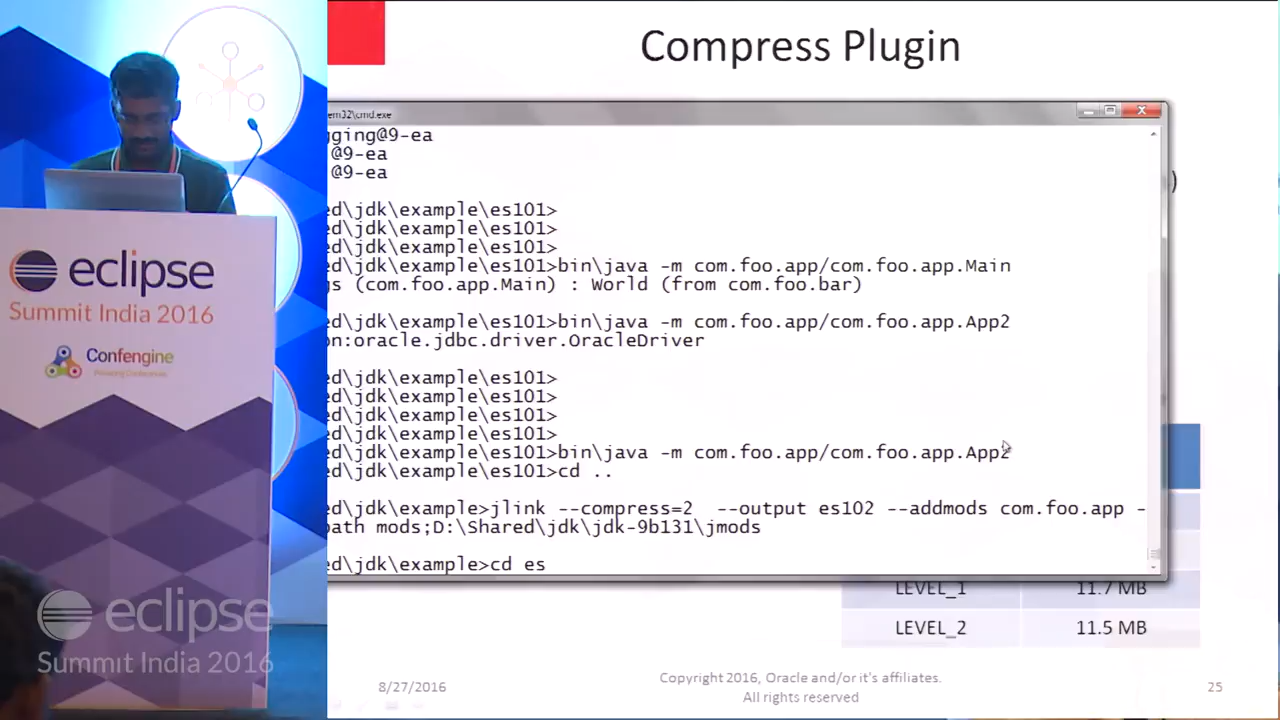 Compress Plugin
em32\cmd.exe
gging@9-ea
@9-ea
@9-ea
ed\jdk\example\es101>
ed\jdk\example\es101>
ed\jdk\example\es101>
ed\jdk\example\es101>bin\java -m com.foo.app/com.foo.app.Main
gs (com.foo.app.Main) : World (from com.foo.bar)
ed\jdk\example\es101>bin\java -m com.foo.app/com.foo.app.App2
on:oracle.jdbc.driver.OracleDriver
ed\jdk\example\es101>
ed\jdk\example\es101>
ed\jdk\example\es101>
ed\jdk\example\es101>
ed\jdk\example\es101>bin\java -m com.foo.app/com.foo.app.App2
ed\jdk\example\es101>cd ..
ed\jdk\example>jlink --compress=2 --output es102 --addmods com.foo.app -
path mods;D:\Shared\jdk\jdk-9b131\jmods
ed\jdk\example>cd es
)
LEVEL_1 11.7 MB
LEVEL_2 11.5 MB
8/27/2016
Copyright 2016, Oracle and/or it's affiliates.
All rights reserved
25
eclipse
Summit India 2016
Confengine
eclipse
Summit India 2016